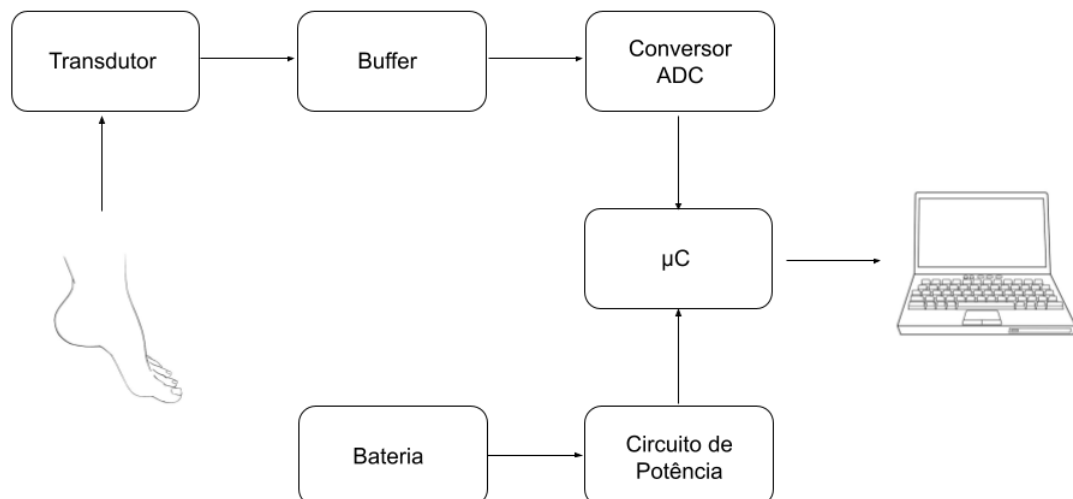 Transdutor
Buffer
Conversor
ADC
µC
Bateria
Circuito de
Potência